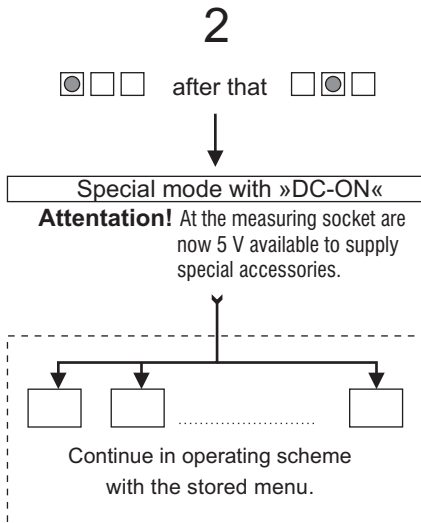 2
after that
Special mode with »DC-ON«
Attentation! At the measuring socket are
now 5 V available to supply
special accessories.
Continue in operating scheme
with the stored menu.